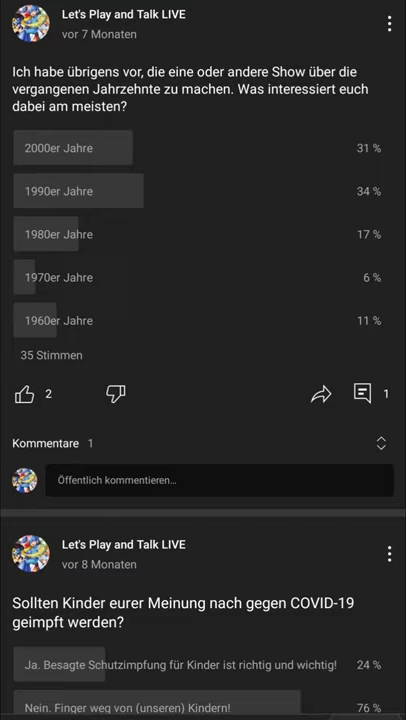 Let's Play and Talk LIVE
vor 7 Monaten
Ich habe übrigens vor, die eine oder andere Show über die
vergangenen Jahrzehnte zu machen. Was interessiert euch
dabei am meisten?
2000er Jahre 31 %
1990er Jahre 34 %
1980er Jahre 17 %
1970er Jahre 6 %
1960er Jahre 11 %
35 Stimmen
2 1
Kommentare 1
Öffentlich kommentieren...
Let's Play and Talk LIVE
vor 8 Monaten
Sollten Kinder eurer Meinung nach gegen COVID-19
geimpft werden?
Ja. Besagte Schutzimpfung für Kinder ist richtig und wichtig! 24 %
Nein. Finger weg von (unseren) Kindern! 76 %